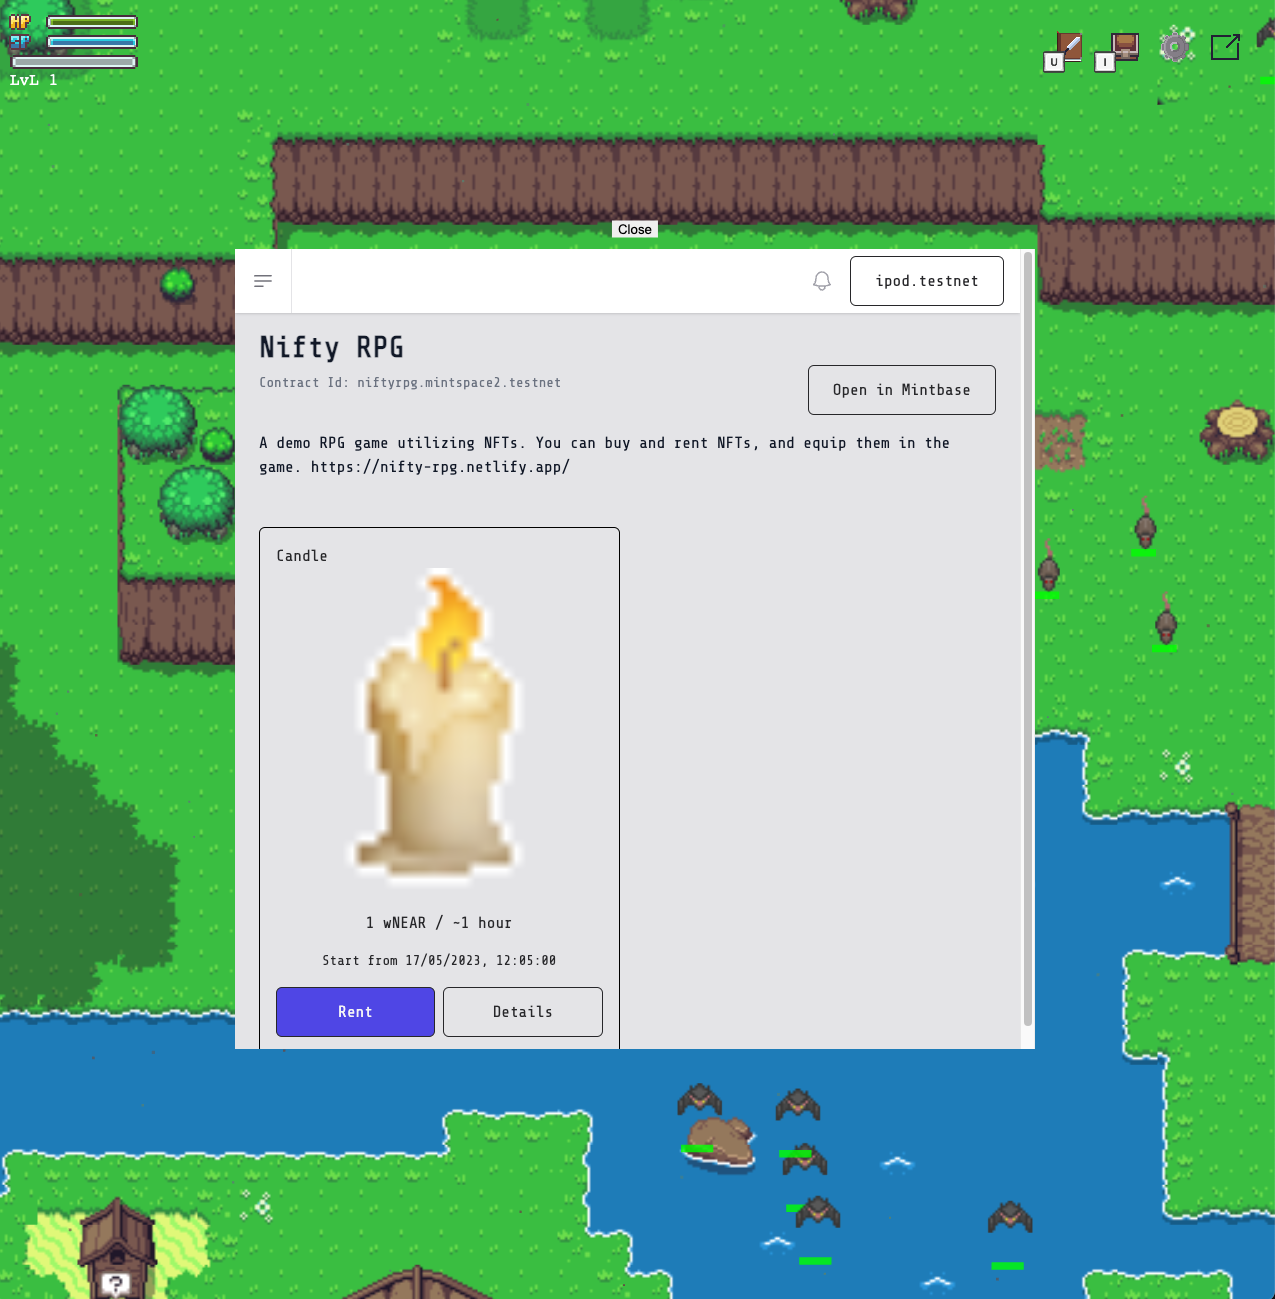 HP
SP
LvL 1
U
I
Close
ipod.testnet
Nifty RPG
Contract Id: niftyrpg.mintspace2.testnet
Open in Mintbase
A demo RPG game utilizing NFTs. You can buy and rent NFTs, and equip them in the
game. https://nifty-rpg.netlify.app/
Candle
1 wNEAR / ~1 hour
Start from 17/05/2023, 12:05:00
Rent
Details
?